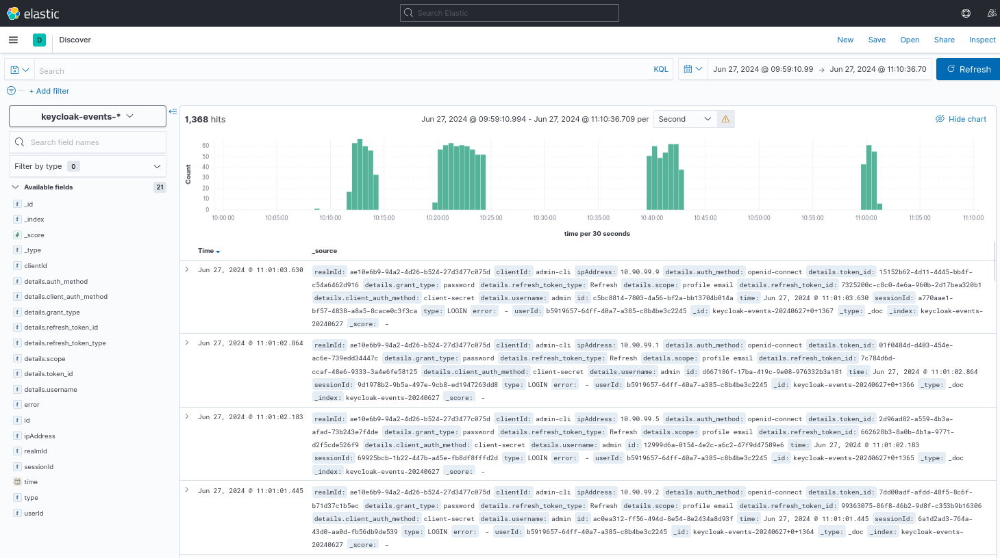 elastic
Search Elastic
D Discover New Save Open Share Inspect
Search KQL Jun 27, 2024 @ 09:59:10.99 → Jun 27, 2024 @ 11:10:36.70 Refresh
+ Add filter
keycloak-events-*
Search field names
Filter by type 0
Available fields 21
t _id
t _index
# _score
t _type
t clientId
t details.auth_method
t details.client_auth_method
t details.grant_type
t details.refresh_token_id
t details.refresh_token_type
t details.scope
t details.token_id
t details.username
t error
t id
t ipAddress
t realmId
t sessionId
time
t type
t userId
1,368 hits
Jun 27, 2024 @ 09:59:10.994 - Jun 27, 2024 @ 11:10:36.709 per Second
Hide chart
Count
60
50
40
30
20
10
0
10:00:00 10:05:00 10:10:00 10:15:00 10:20:00 10:25:00 10:30:00 10:35:00 10:40:00 10:45:00 10:50:00 10:55:00 11:00:00 11:05:00 11:10:00
time per 30 seconds
Time _source
Jun 27, 2024 @ 11:01:03.630 realmId: ae10e6b9-94a2-4d26-b524-27d3477c075d clientId: admin-cli ipAddress: 10.90.99.9 details.auth_method: openid-connect details.token_id: 15152b62-4d11-4445-bb4f-
c54a6462d916 details.grant_type: password details.refresh_token_type: Refresh details.scope: profile email details.refresh_token_id: 7325200c-c8c0-4e6a-960b-2d17bea320b1
details.client_auth_method: client-secret details.username: admin id: c5bc8814-7803-4a56-bf2a-bb13704b014a time: Jun 27, 2024 @ 11:01:03.630 sessionId: a770aae1-
bf57-4838-a8a5-8cace0c3f3ca type: LOGIN error: - userId: b5919657-64ff-40a7-a385-c8b4be3c2245 _id: keycloak-events-20240627+0+1367 _type: _doc _index: keycloak-events-
20240627 _score: -
Jun 27, 2024 @ 11:01:02.864 realmId: ae10e6b9-94a2-4d26-b524-27d3477c075d clientId: admin-cli ipAddress: 10.90.99.1 details.auth_method: openid-connect details.token_id: 01f0484d-d403-454e-
ac6e-739edd34447c details.grant_type: password details.refresh_token_type: Refresh details.scope: profile email details.refresh_token_id: 7c784d6d-
ccaf-48e6-9333-3a4e6fe58125 details.client_auth_method: client-secret details.username: admin id: d667186f-17ba-419c-9e08-976332b3a181 time: Jun 27, 2024 @ 11:01:02.864
sessionId: 9d1978b2-9b5a-497e-9cb8-ed1947263dd8 type: LOGIN error: - userId: b5919657-64ff-40a7-a385-c8b4be3c2245 _id: keycloak-events-20240627+0+1366 _type: _doc
_index: keycloak-events-20240627 _score: -
Jun 27, 2024 @ 11:01:02.183 realmId: ae10e6b9-94a2-4d26-b524-27d3477c075d clientId: admin-cli ipAddress: 10.90.99.5 details.auth_method: openid-connect details.token_id: 2d96ad82-a559-4b3a-
afad-73b243e7f4de details.grant_type: password details.refresh_token_type: Refresh details.scope: profile email details.refresh_token_id: 662628b3-8a0b-4b1a-9771-
d2f5cde526f9 details.client_auth_method: client-secret details.username: admin id: 12999d6a-0154-4e2c-a6c2-47f9d47589e6 time: Jun 27, 2024 @ 11:01:02.183
sessionId: 69925bcb-1b22-447b-a45e-fb8df8fffd2d type: LOGIN error: - userId: b5919657-64ff-40a7-a385-c8b4be3c2245 _id: keycloak-events-20240627+0+1365 _type: _doc
_index: keycloak-events-20240627 _score: -
Jun 27, 2024 @ 11:01:01.445 realmId: ae10e6b9-94a2-4d26-b524-27d3477c075d clientId: admin-cli ipAddress: 10.90.99.2 details.auth_method: openid-connect details.token_id: 7dd00adf-afdd-48f5-8c6f-
b71d37c1b5ec details.grant_type: password details.refresh_token_type: Refresh details.scope: profile email details.refresh_token_id: 99363075-86f8-46b2-9d8f-c353b9b16306
details.client_auth_method: client-secret details.username: admin id: ac0ea312-ff56-494d-8e54-8e2434a8d93f time: Jun 27, 2024 @ 11:01:01.445 sessionId: 6a1d2ad3-764a-
43d0-aa0d-fb56db9de539 type: LOGIN error: - userId: b5919657-64ff-40a7-a385-c8b4be3c2245 _id: keycloak-events-20240627+0+1364 _type: _doc _index: keycloak-events-
20240627 _score: -